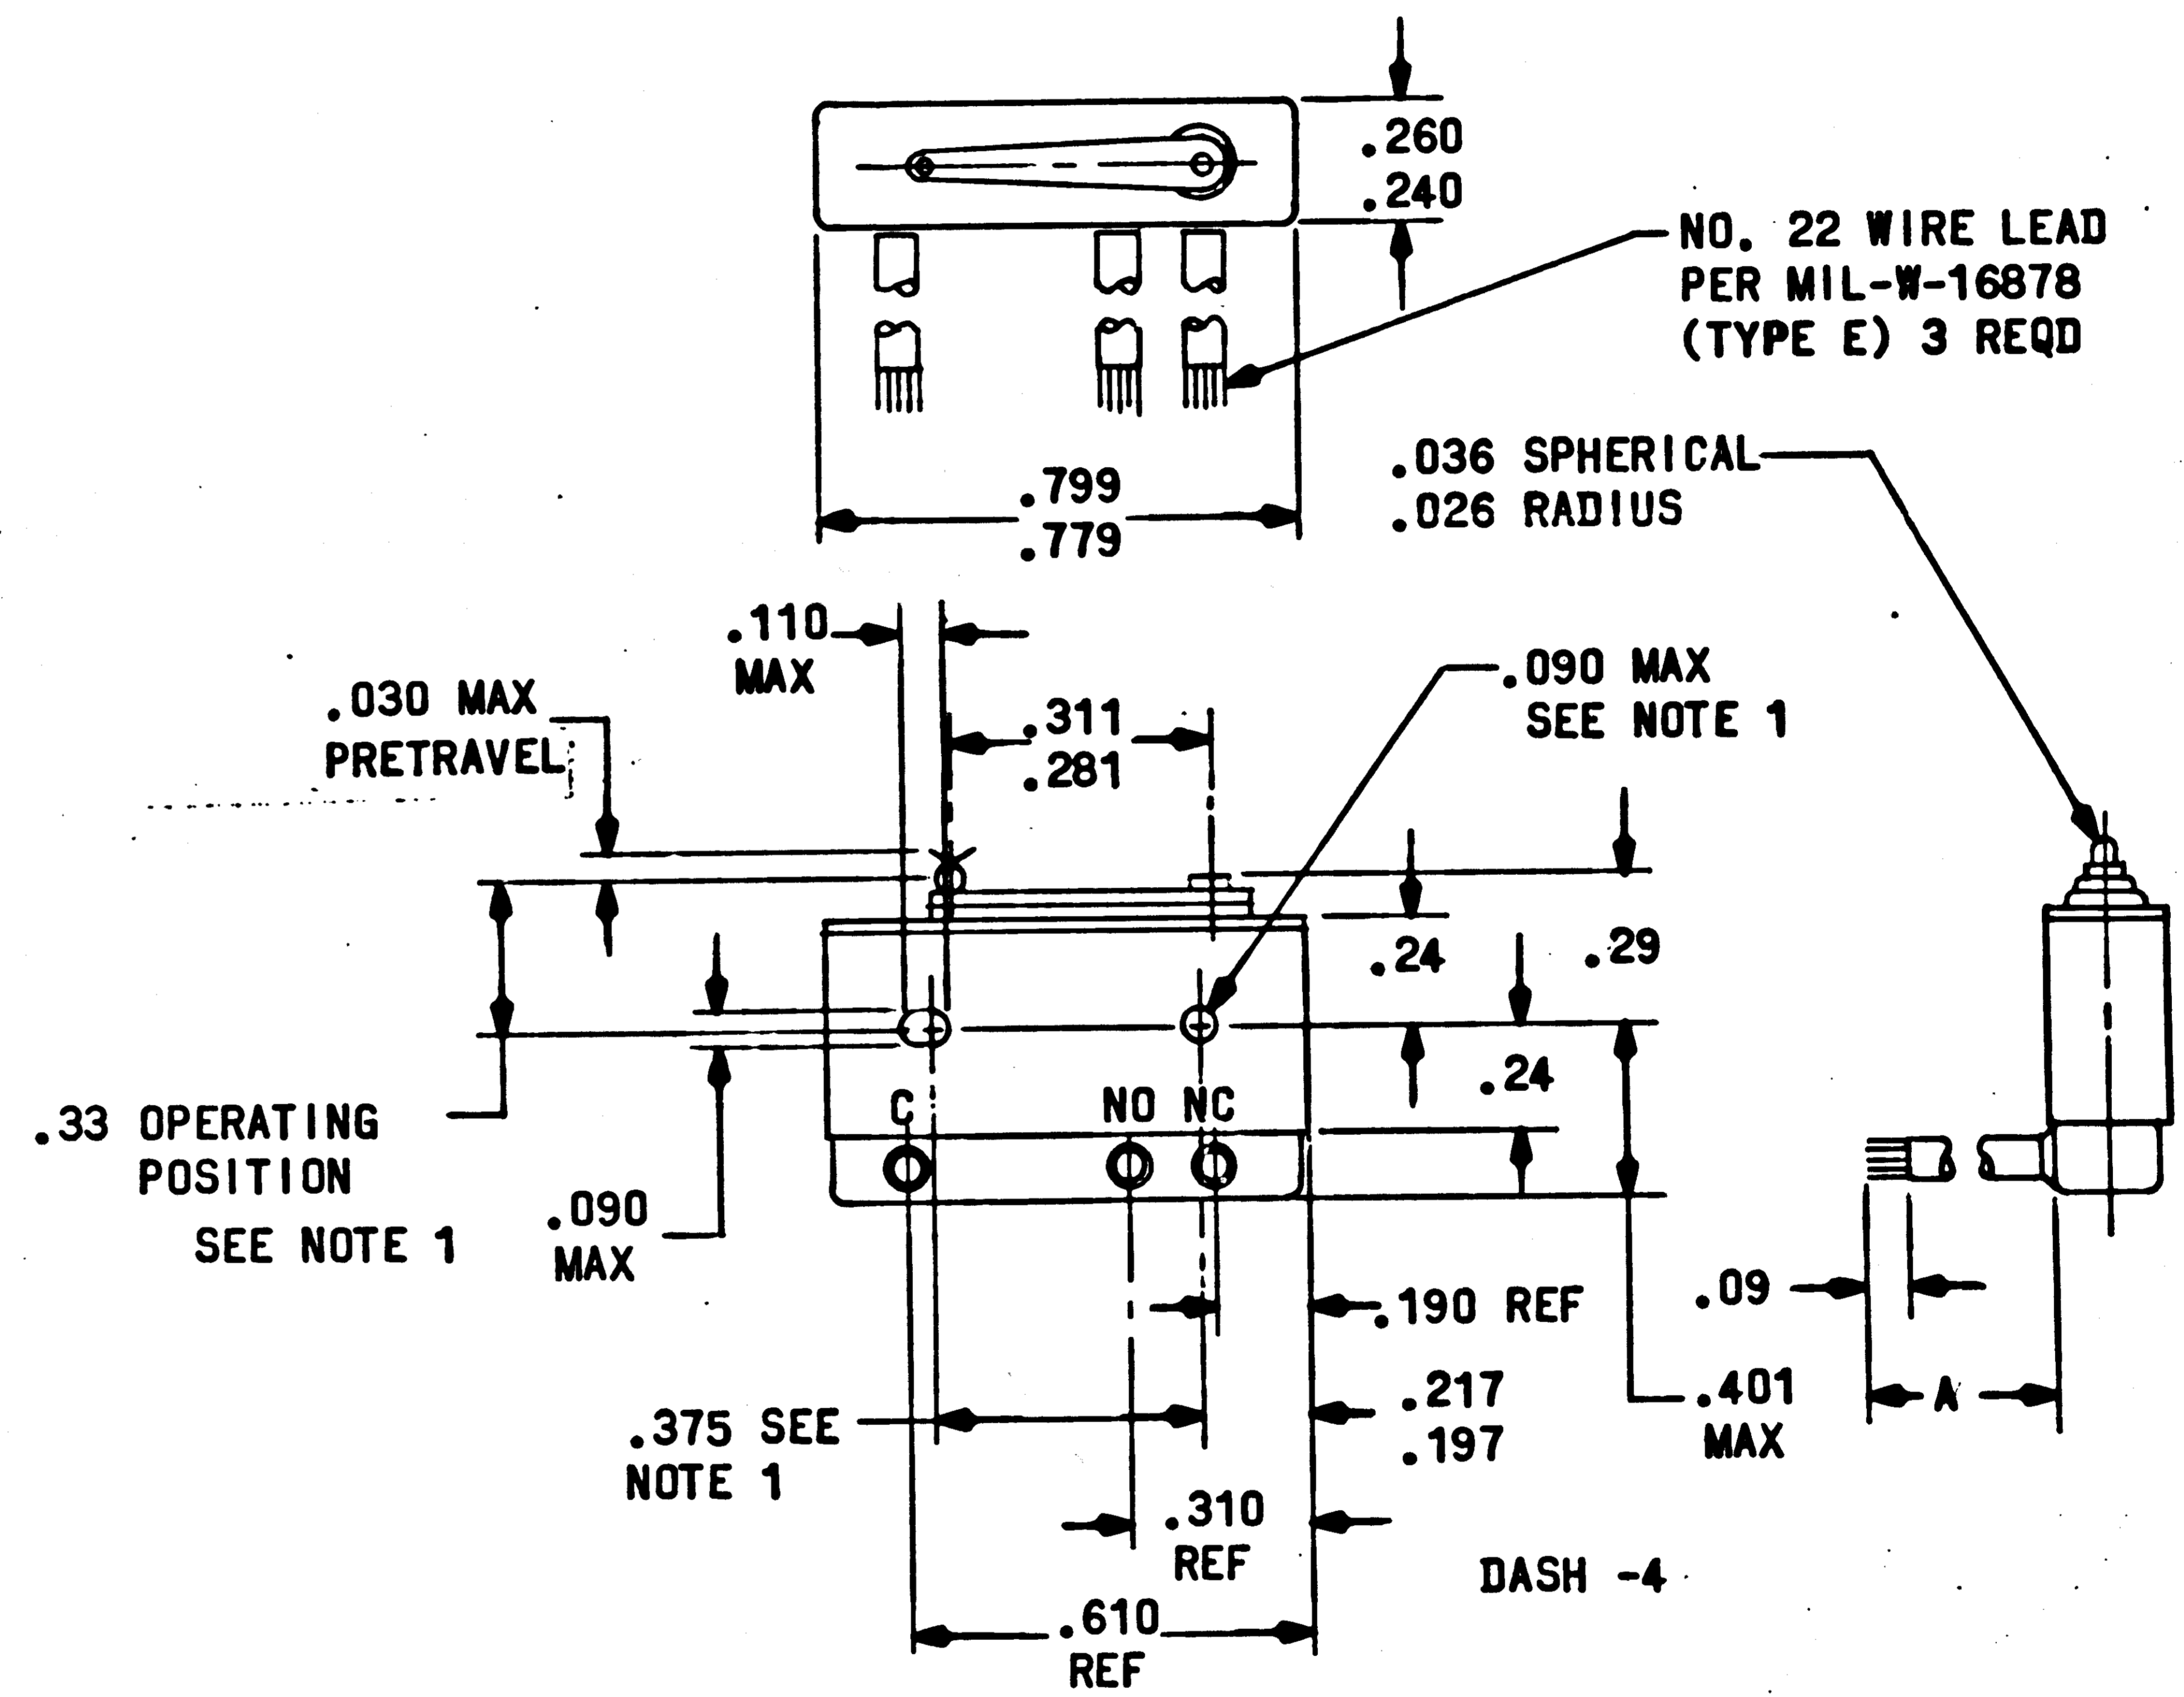 .260
.240
NO. 22 WIRE LEAD
PER MIL-W-16878
(TYPE E) 3 REQD
.036 SPHERICAL
.026 RADIUS
.799
.779
.110
MAX
.030 MAX
PRETRAVEL
.311
.281
.090 MAX
SEE NOTE 1
.24
.29
.24
C NO NC
.33 OPERATING
POSITION
SEE NOTE 1
.090
MAX
.190 REF
.09
.217
.197
.401
MAX
A
.375 SEE
NOTE 1
.310
REF
DASH -4
.610
REF